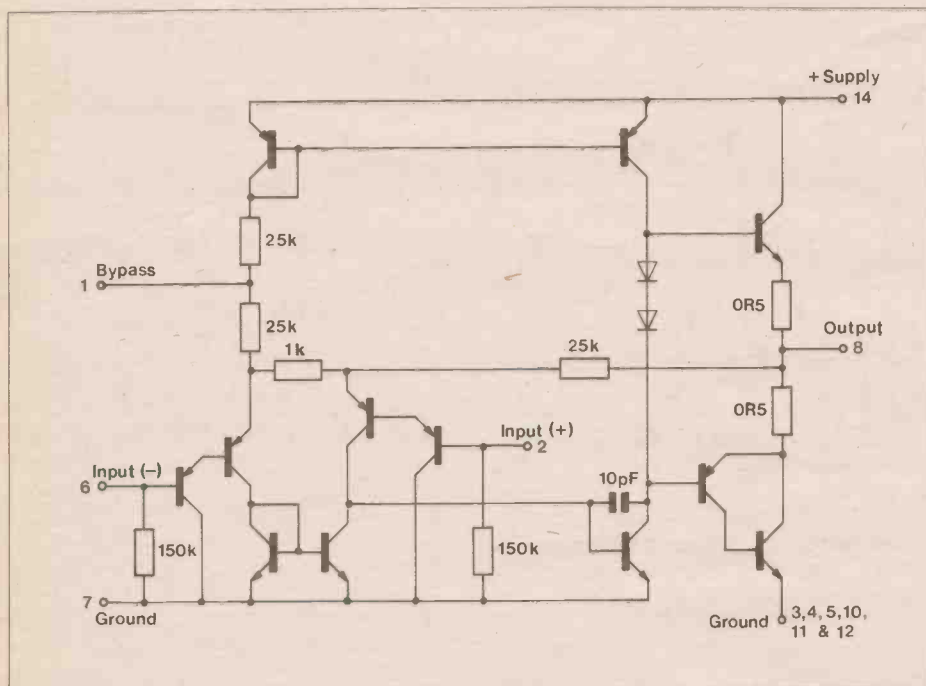 + Supply
14
25k
1 Bypass
25k
1k
25k
0R5
Output
8
0R5
Input (+)
2
Input (–)
6
10pF
150k
150k
7
Ground
Ground 3,4,5,10,
11 & 12